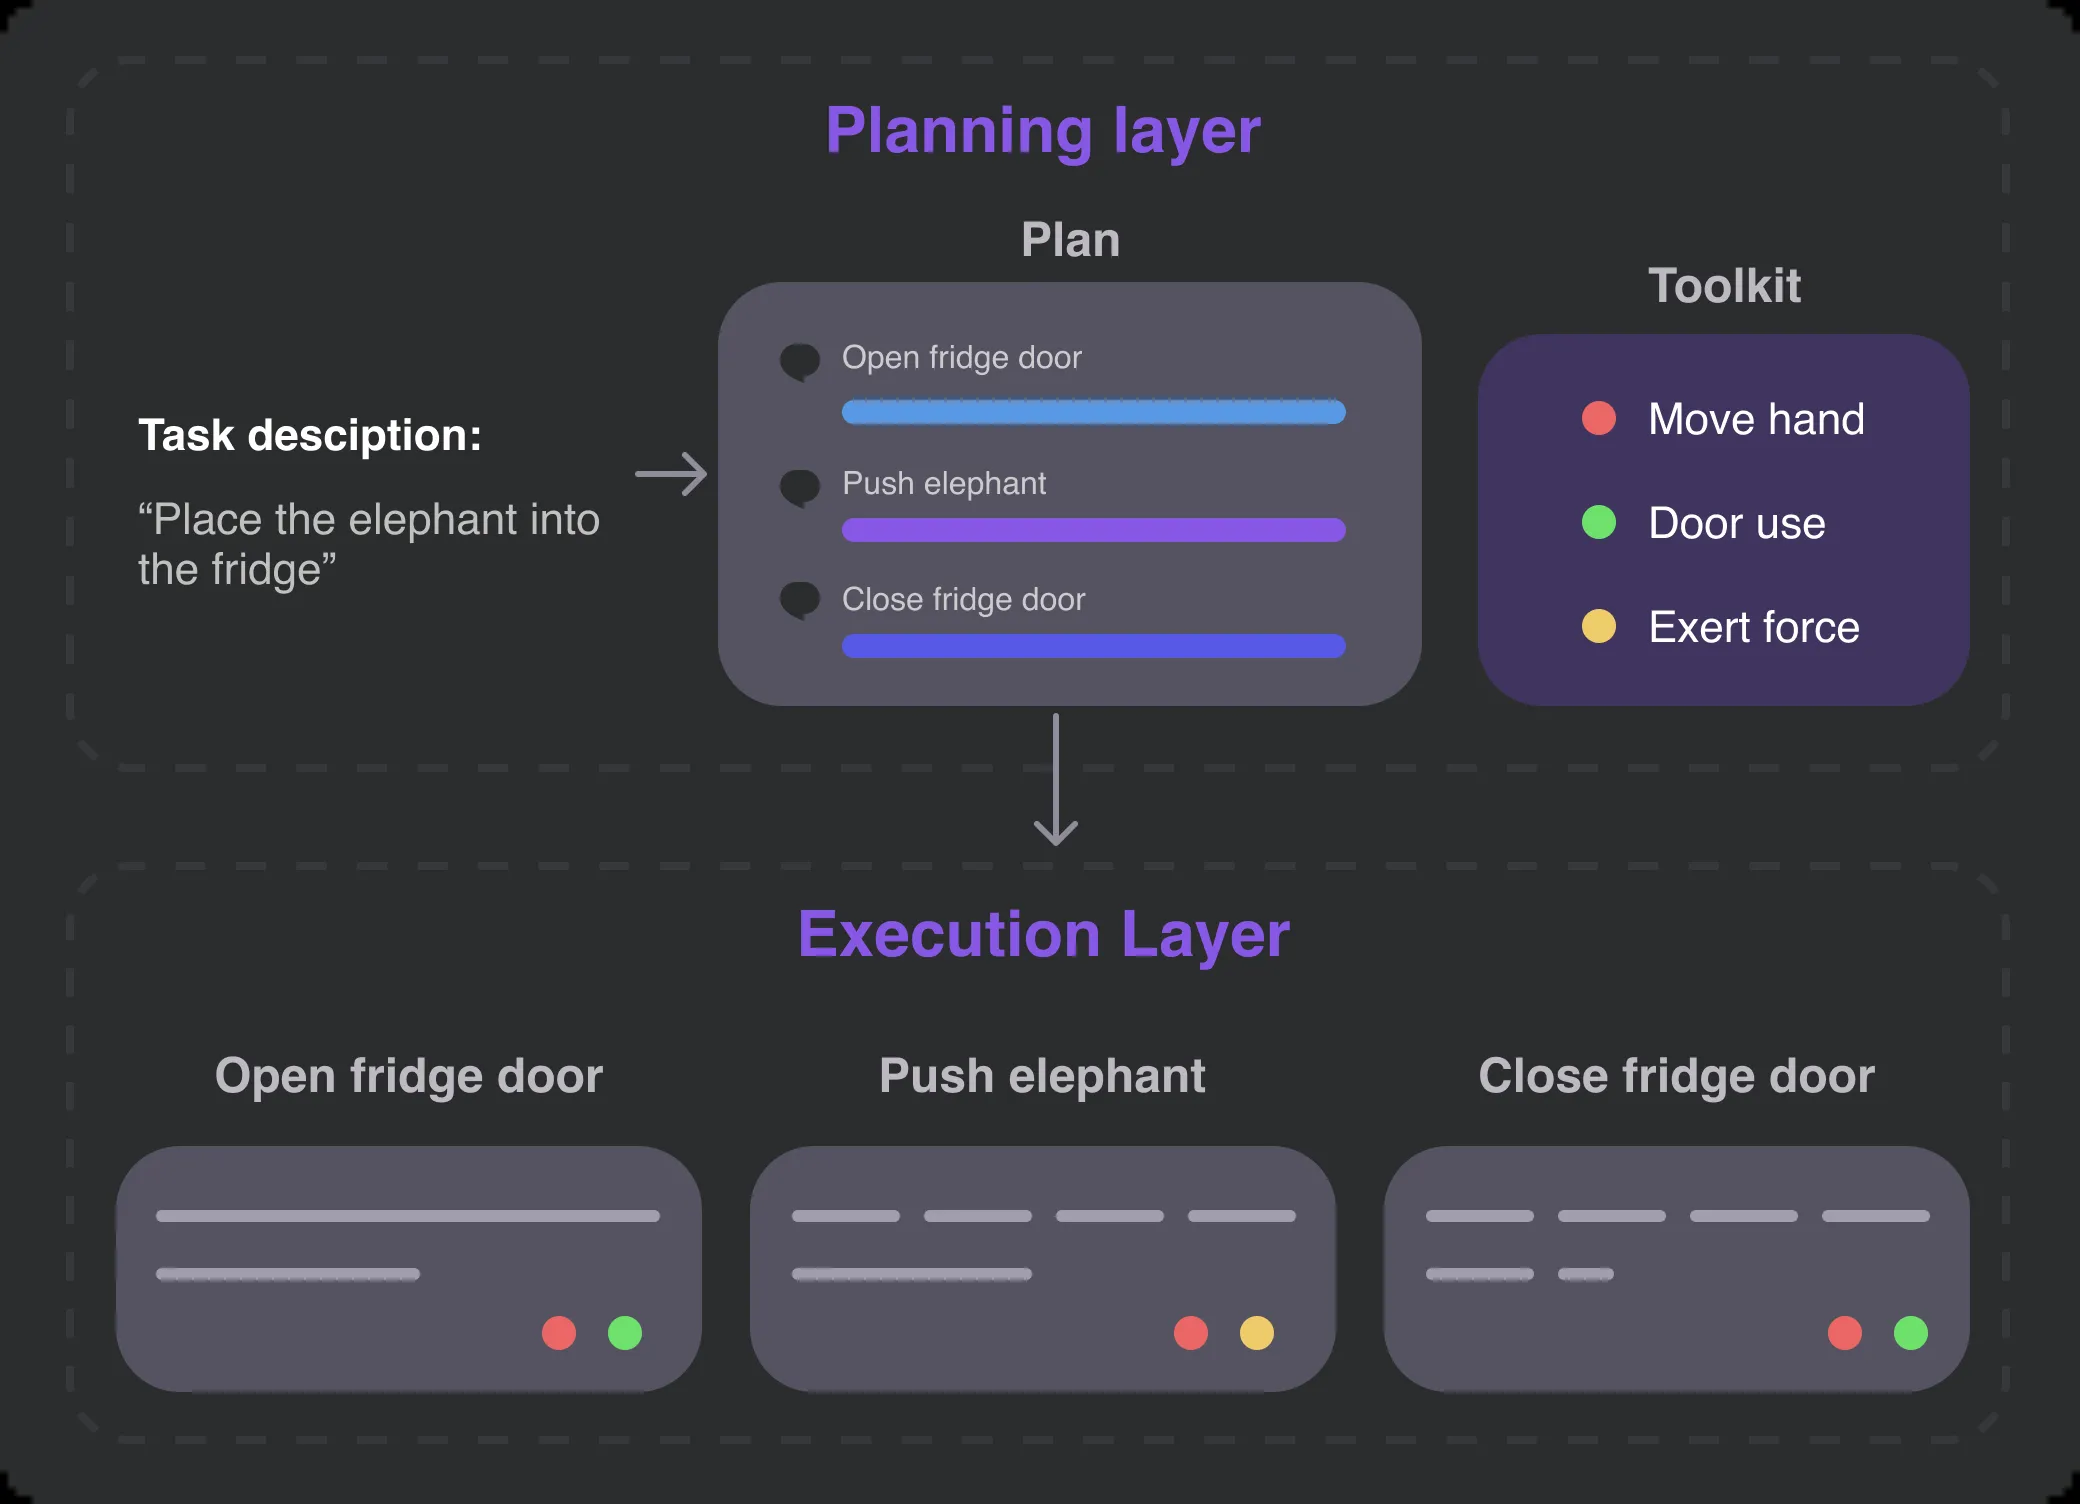 Planning layer
Plan
Toolkit
Open fridge door
Push elephant
Close fridge door
Task desciption:
“Place the elephant into
the fridge”
Move hand
Door use
Exert force
Execution Layer
Open fridge door
Push elephant
Close fridge door